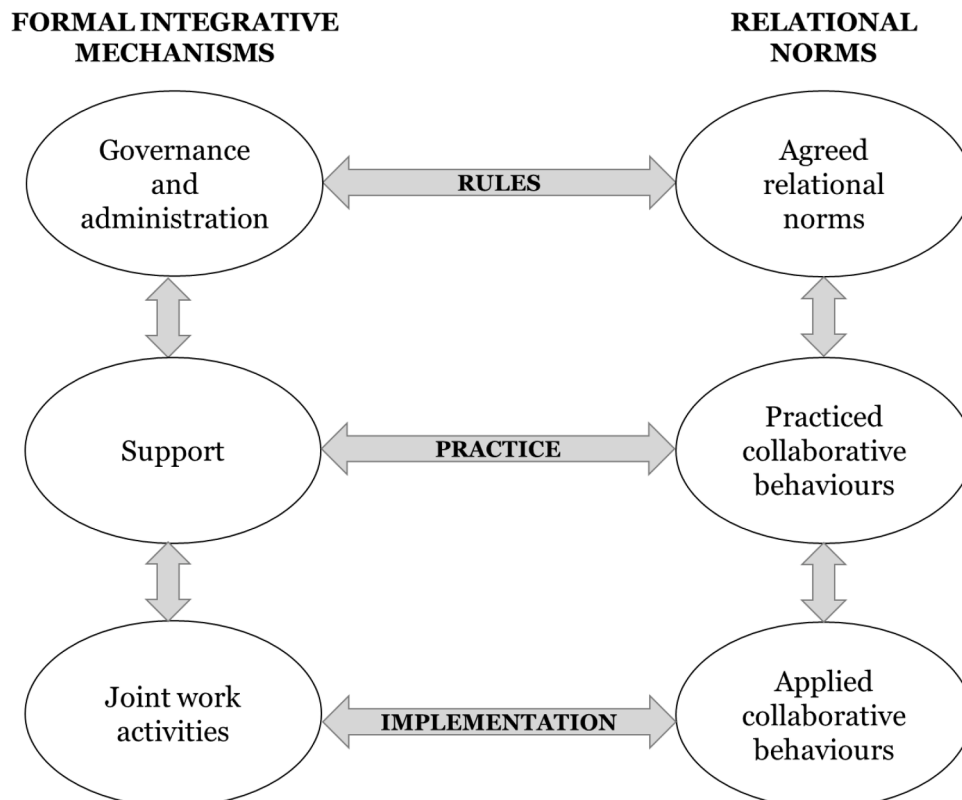 FORMAL INTEGRATIVE
MECHANISMS
RELATIONAL
NORMS
Governance
and
administration
RULES
Agreed
relational
norms
Support
PRACTICE
Practiced
collaborative
behaviours
Joint work
activities
IMPLEMENTATION
Applied
collaborative
behaviours